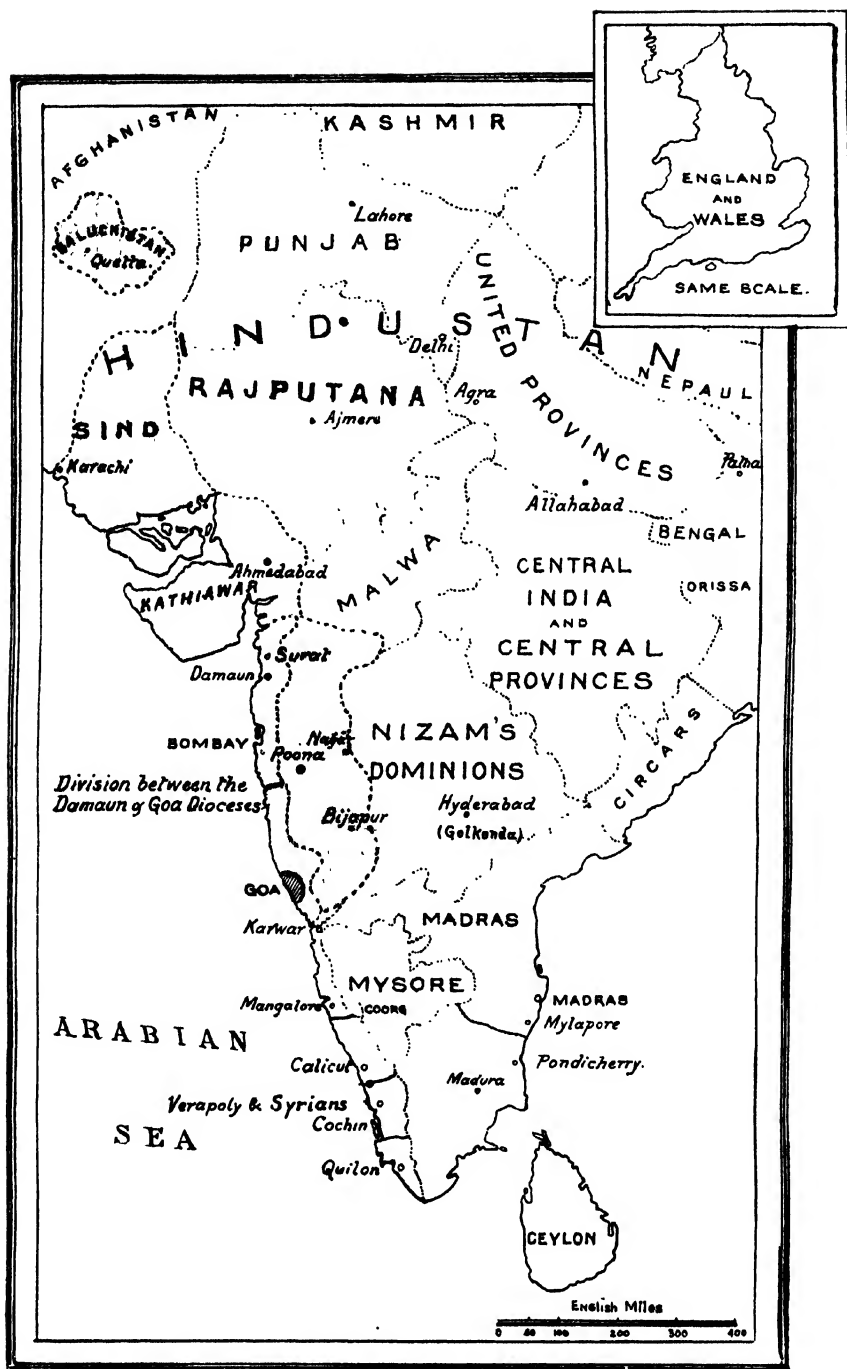 ENGLAND
AND
WALES
SAME SCALE.
AFGHANISTAN
KASHMIR
BALUCHISTAN
Quetta.
Lahore
PUNJAB
HINDUSTAN
UNITED PROVINCES
Delhi
NEPAUL
RAJPUTANA
Agra
Ajmere
SIND
Karachi
Patna
Allahabad
BENGAL
Ahmedabad
MALWA
KATHIAWAR
CENTRAL
INDIA
AND
CENTRAL
PROVINCES
ORISSA
Surat
Damaun
CIRCARS
BOMBAY
Poona
NIZAM'S
DOMINIONS
Division between the
Damaun & Goa Dioceses
Bijapur
Hyderabad
(Golkonda)
GOA
Karwar
MADRAS
MYSORE
COORG
Mangalore
MADRAS
Mylapore
ARABIAN
SEA
Calicut
Pondicherry.
Madura
Verapoly & Syrians
Cochin
Quilon
CEYLON
English Miles
0 50 100 200 300 400